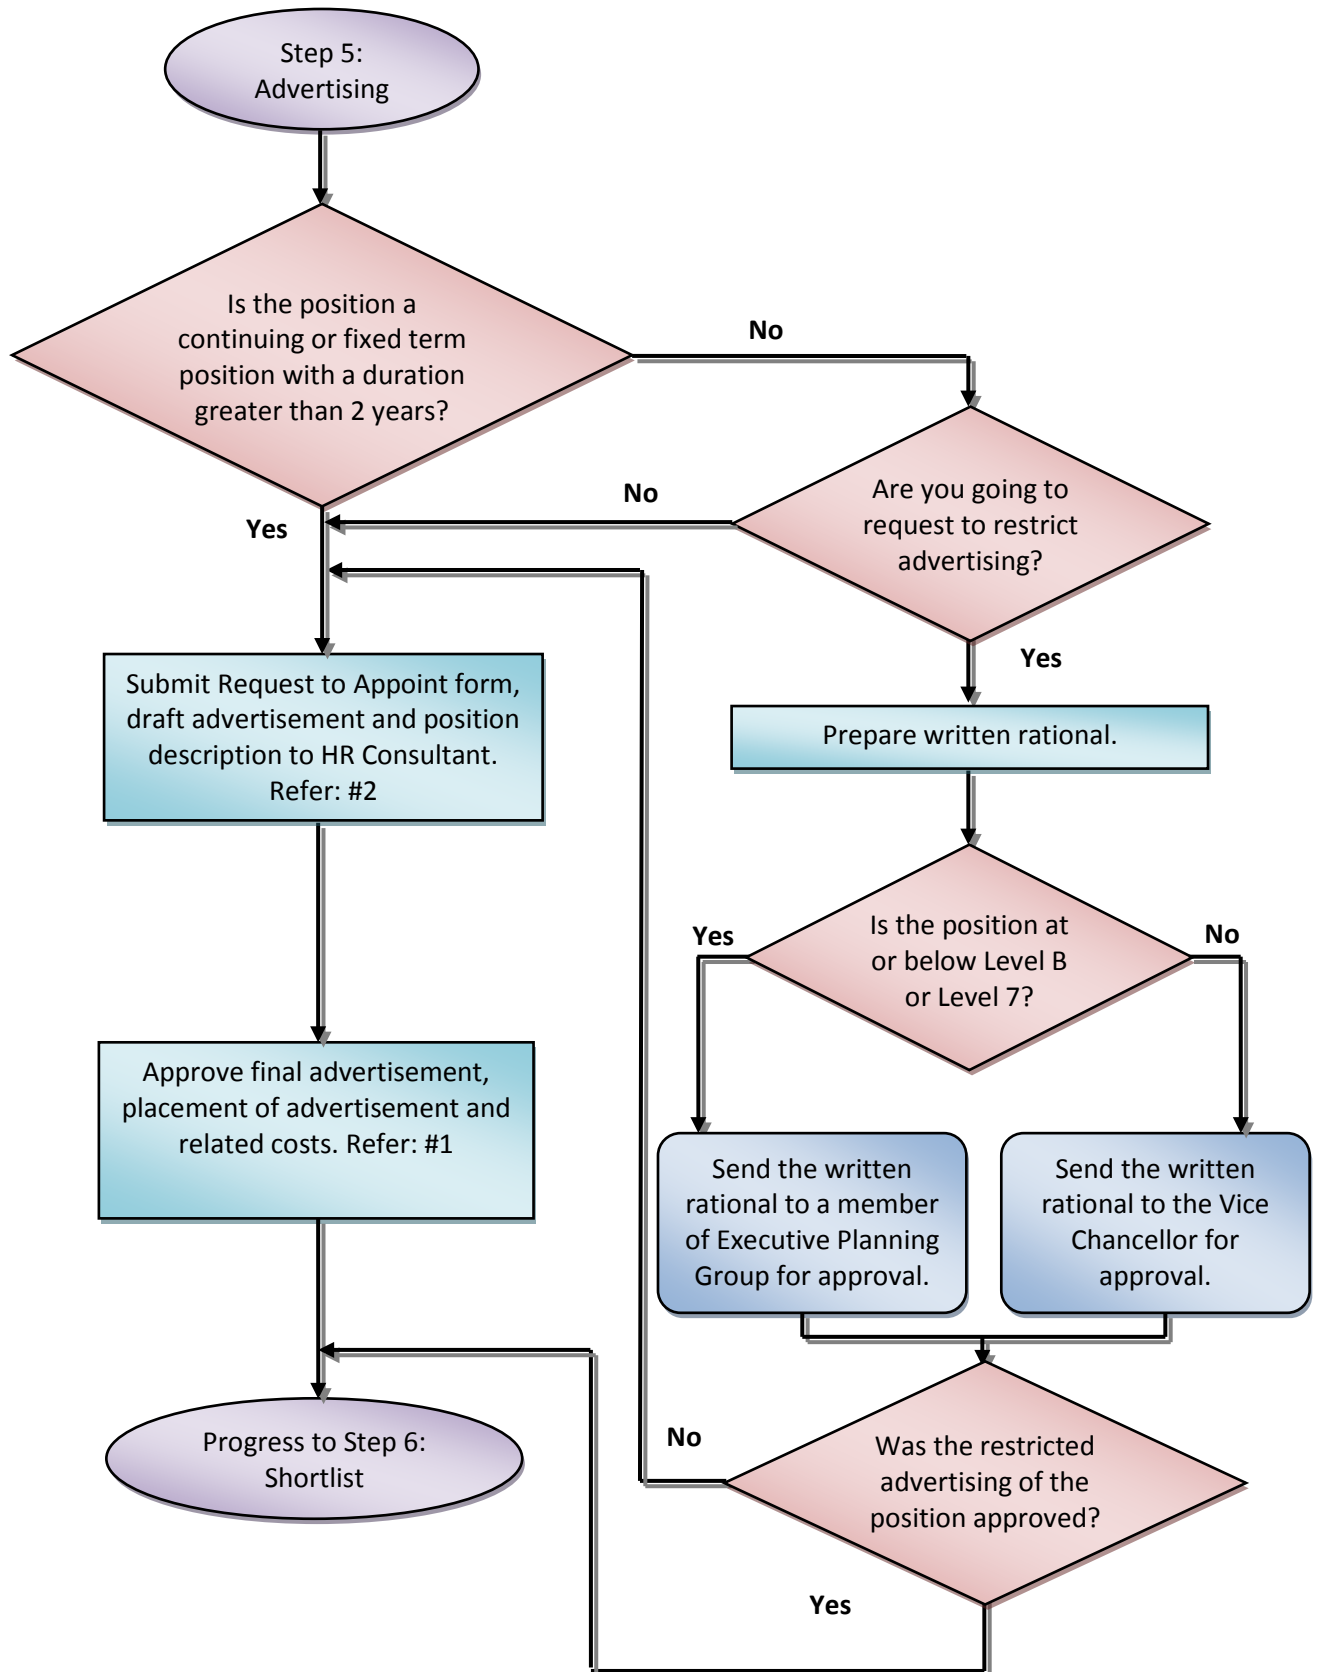 Step 5:
Advertising
Is the position a
continuing or fixed term
position with a duration
greater than 2 years?
No
Are you going to
request to restrict
advertising?
No
Yes
Yes
Submit Request to Appoint form,
draft advertisement and position
description to HR Consultant.
Refer: #2
Prepare written rational.
Is the position at
or below Level B
or Level 7?
Yes
No
Approve final advertisement,
placement of advertisement and
related costs. Refer: #1
Send the written
rational to a member
of Executive Planning
Group for approval.
Send the written
rational to the Vice
Chancellor for
approval.
Progress to Step 6:
Shortlist
No
Was the restricted
advertising of the
position approved?
Yes